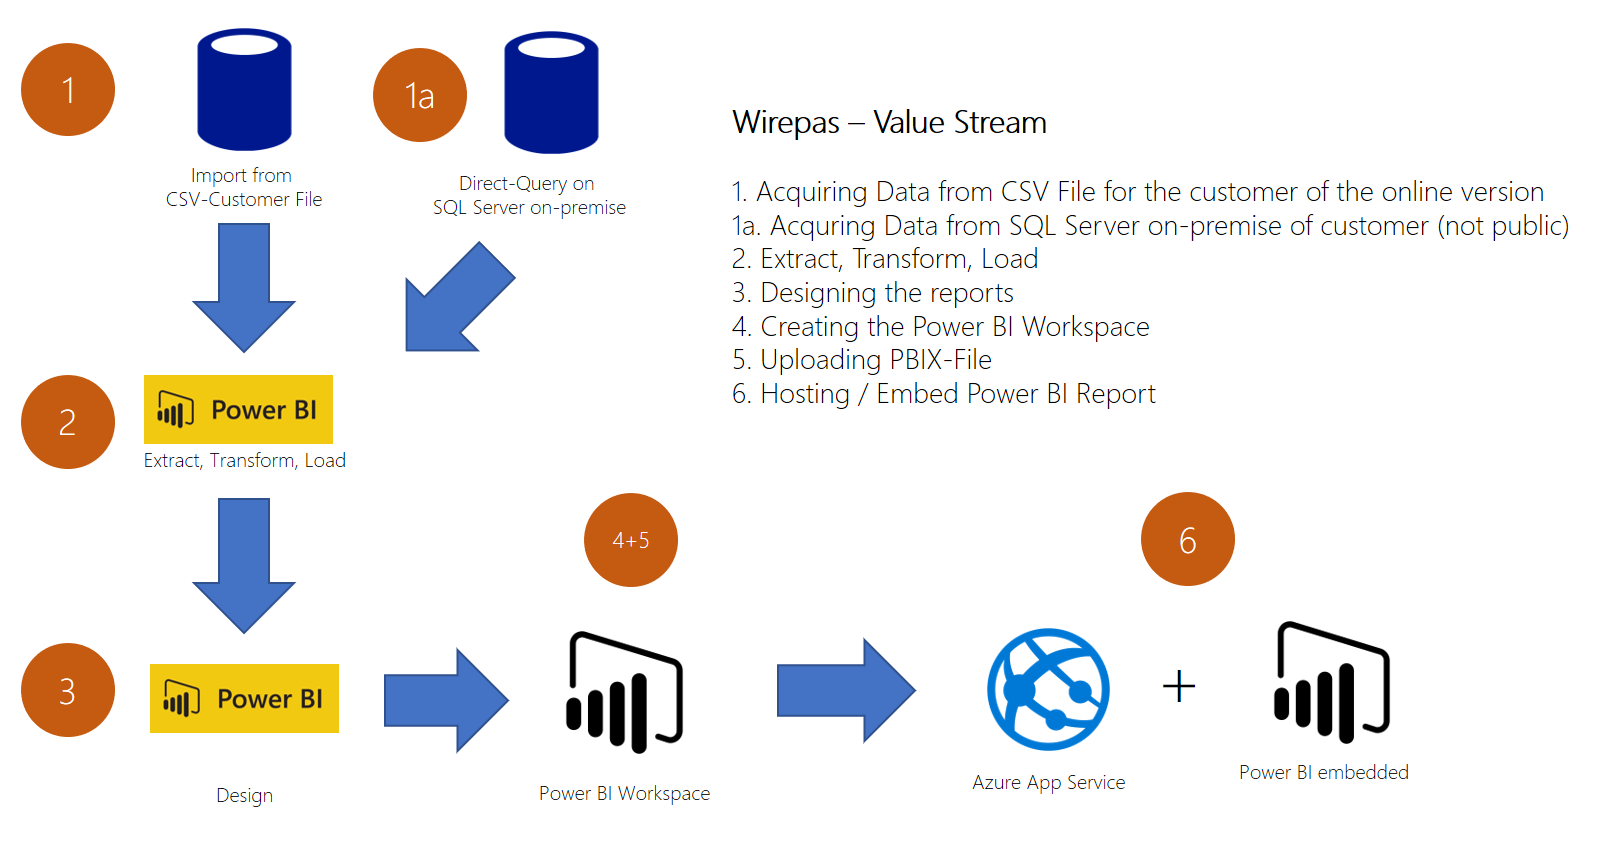 1
1a
Import from
CSV-Customer File
Direct-Query on
SQL Server on-premise
Wirepas – Value Stream
1. Acquiring Data from CSV File for the customer of the online version
1a. Acquring Data from SQL Server on-premise of customer (not public)
2. Extract, Transform, Load
3. Designing the reports
4. Creating the Power BI Workspace
5. Uploading PBIX-File
6. Hosting / Embed Power BI Report
2
Power BI
Extract, Transform, Load
4+5
6
3
Power BI
Design
Power BI Workspace
+
Azure App Service
Power BI embedded